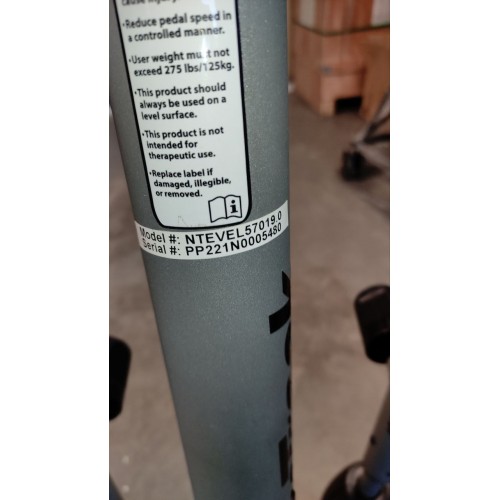 •Reduce pedal speed in
a controlled manner.
•User weight must not
exceed 275 lbs/125kg.
•This product should
always be used on a
level surface.
•This product is not
intended for
therapeutic use.
•Replace label if
damaged, illegible,
or removed.
Model #: NTEVEL57019.0
Serial #: PP221N0005480